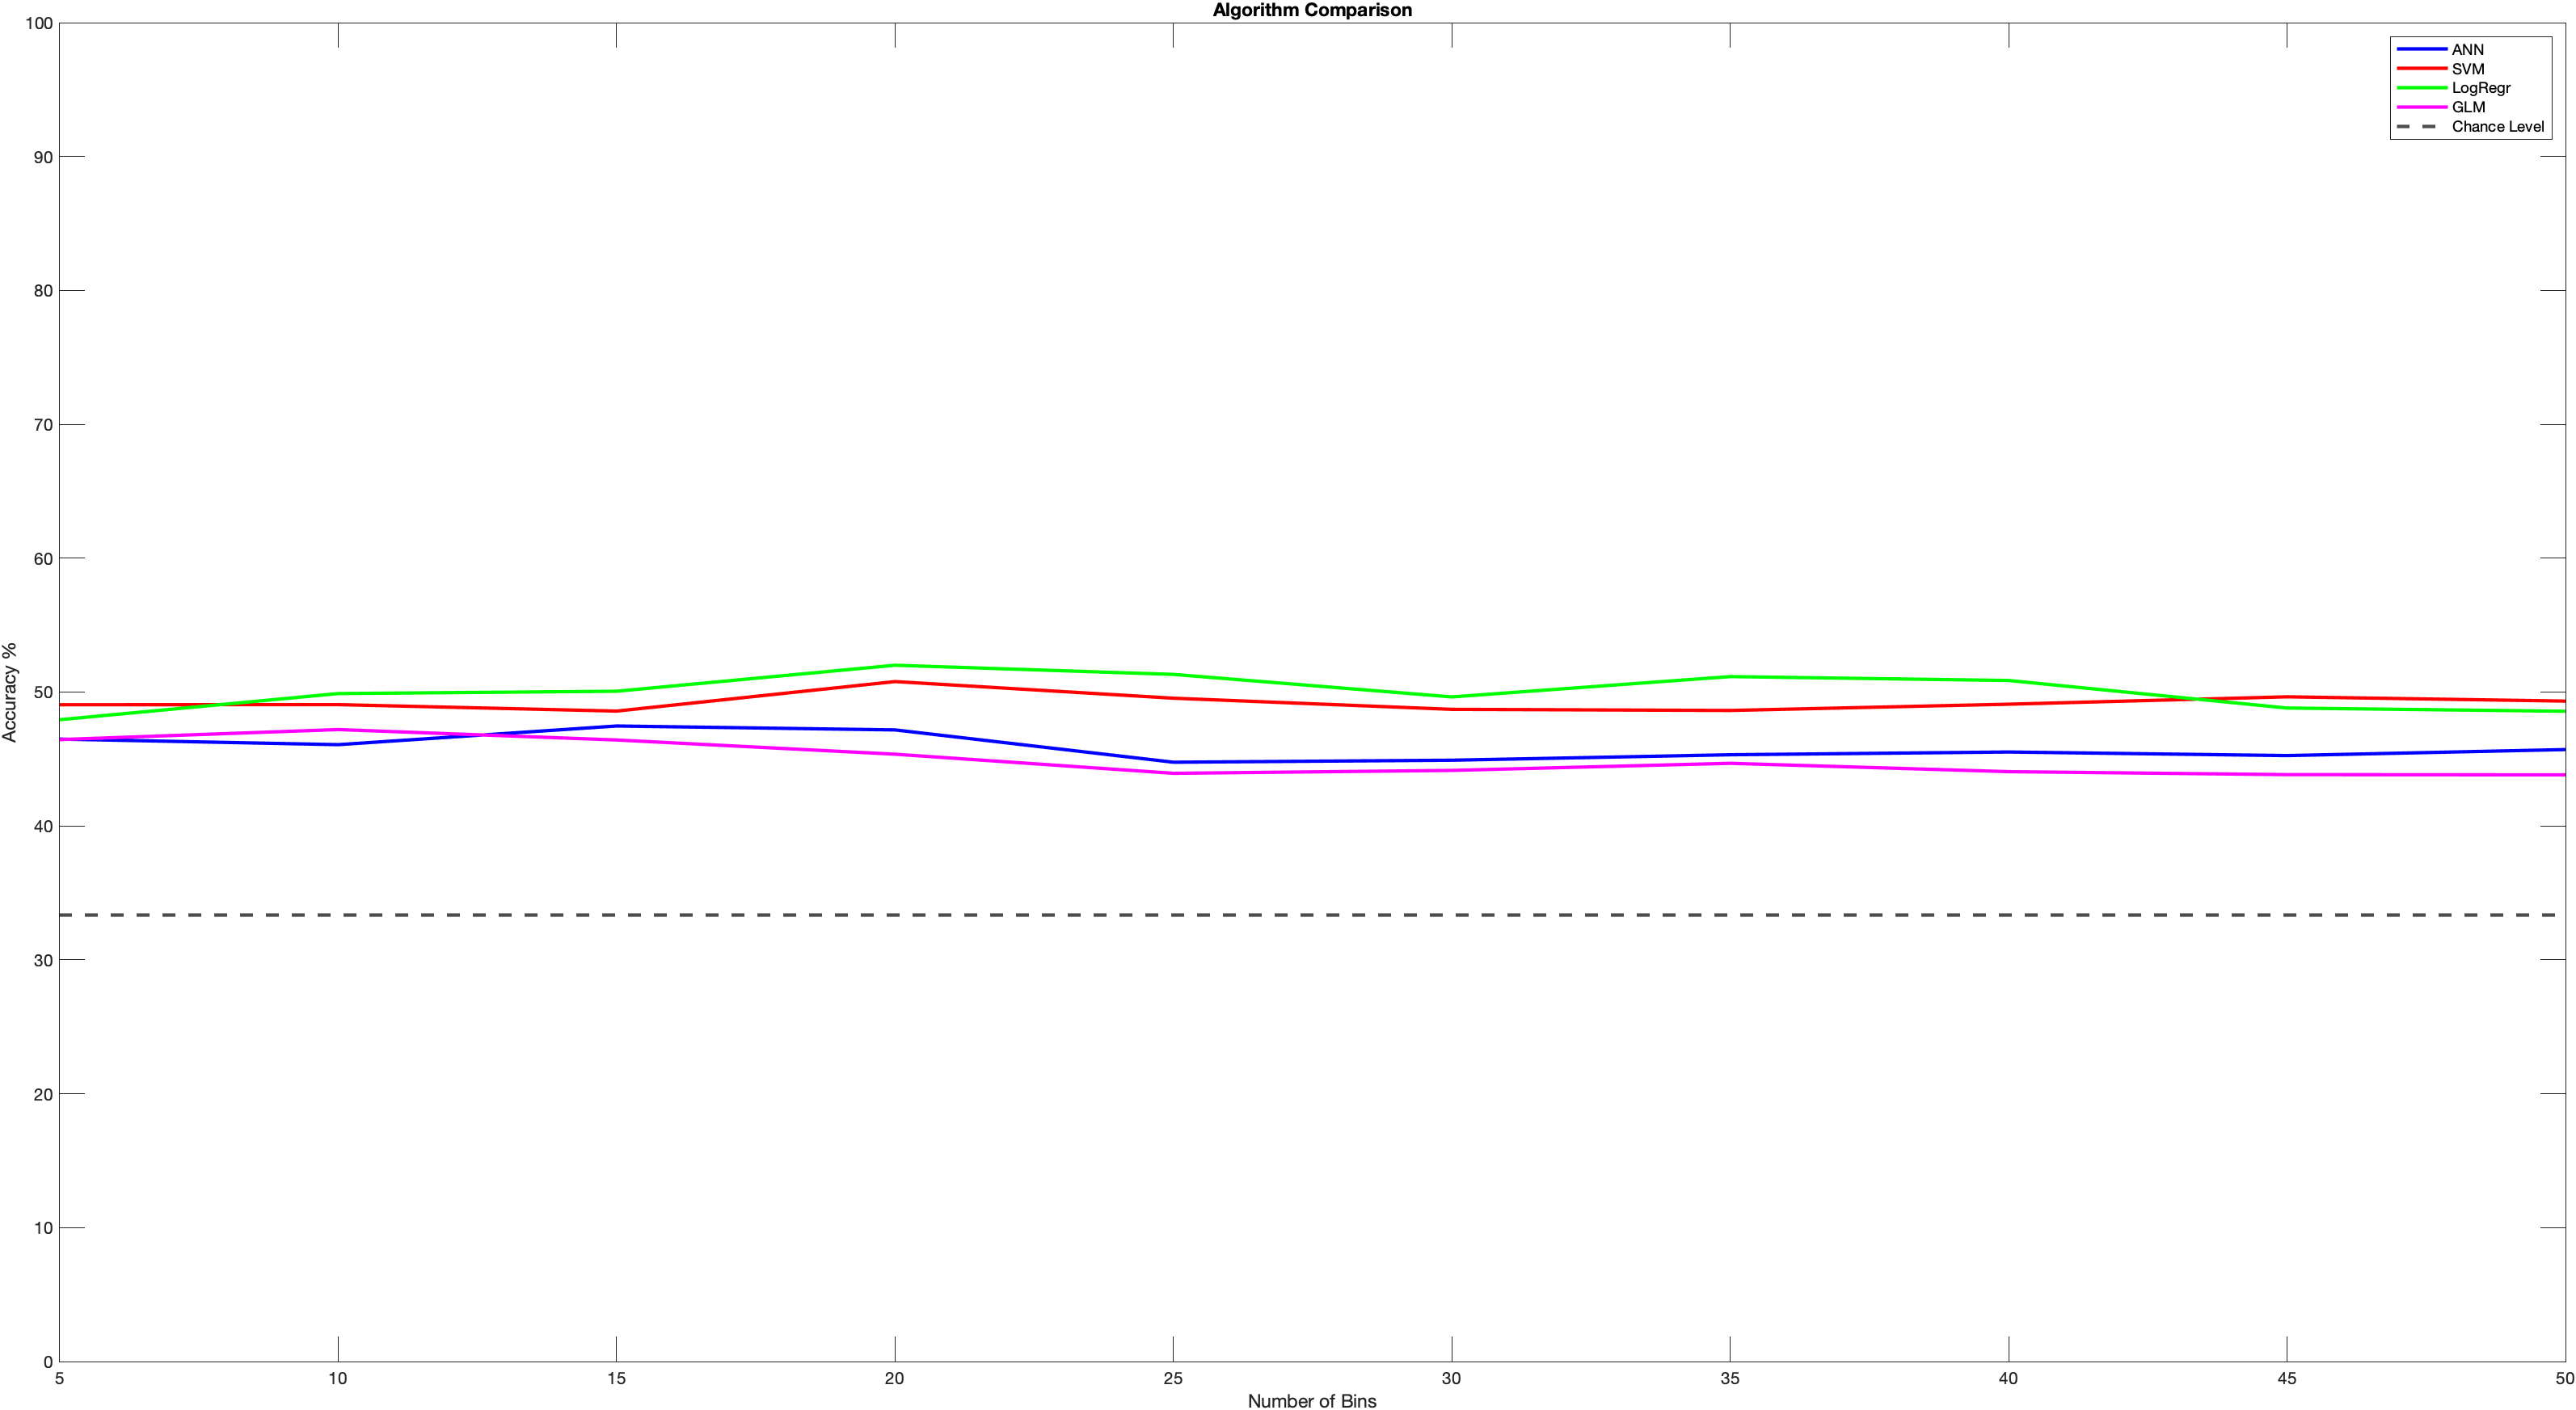 Algorithm Comparison
100
90
80
70
60
50
40
30
20
10
0
Accuracy %
ANN
SVM
LogRegr
GLM
Chance Level
5 10 15 20 25 30 35 40 45 50
Number of Bins